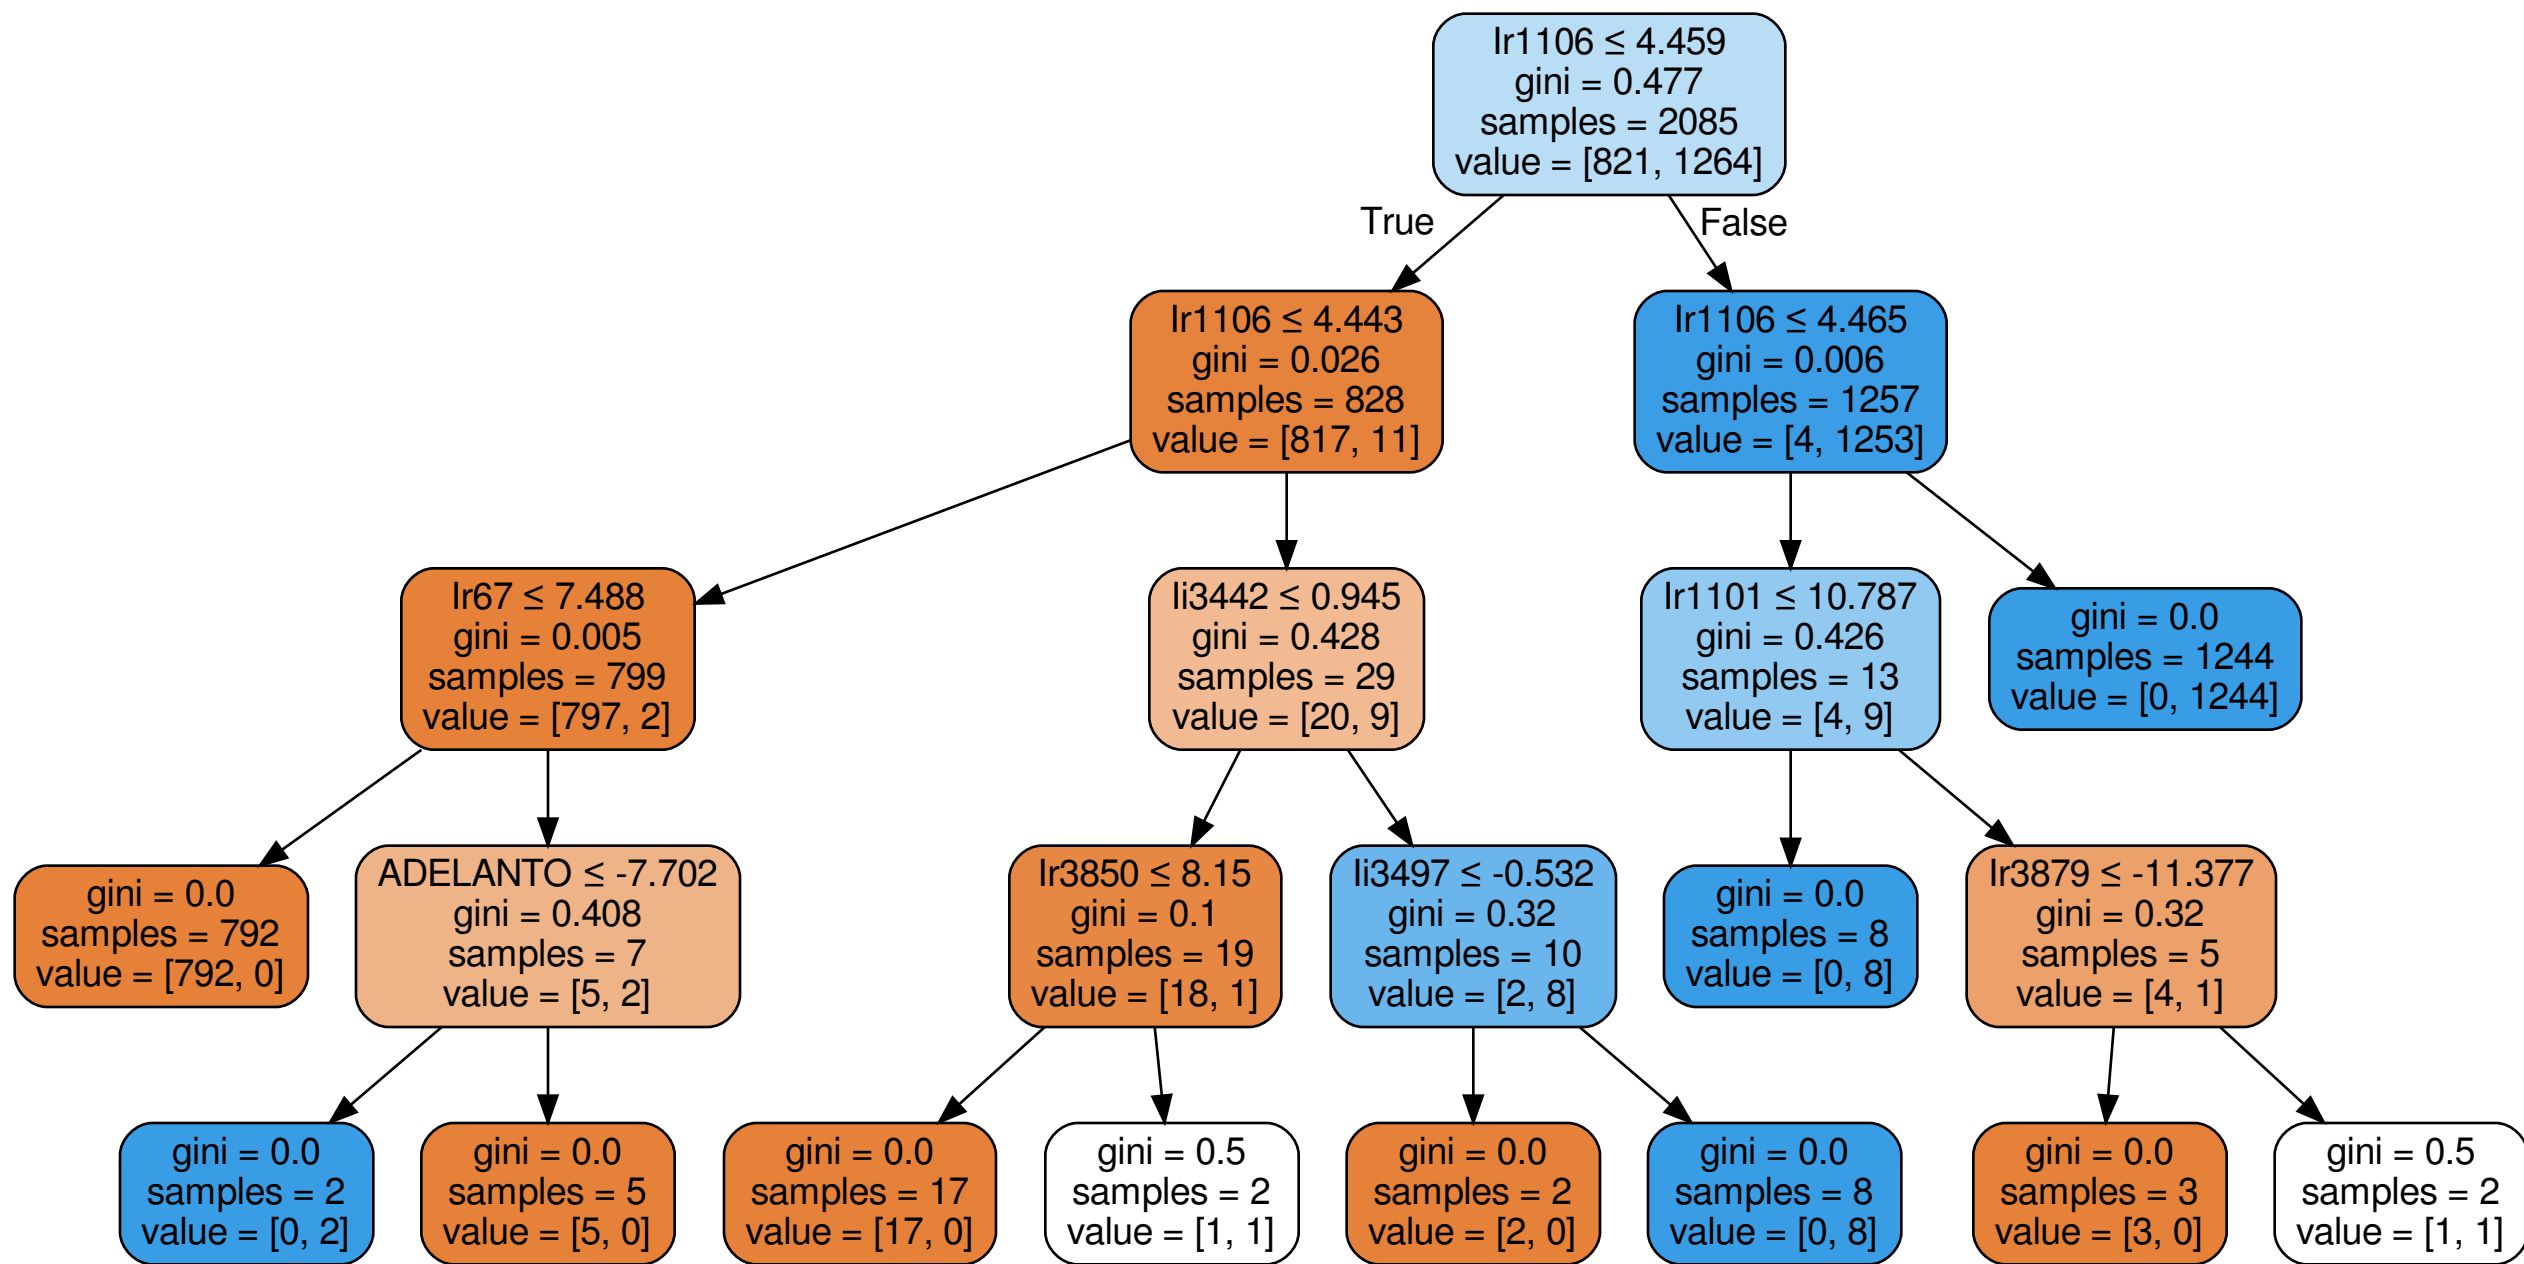 Ir1106 ≤ 4.459
gini = 0.477
samples = 2085
value = [821, 1264]
True
False
Ir1106 ≤ 4.443
gini = 0.026
samples = 828
value = [817, 11]
Ir1106 ≤ 4.465
gini = 0.006
samples = 1257
value = [4, 1253]
Ir67 ≤ 7.488
gini = 0.005
samples = 799
value = [797, 2]
Ii3442 ≤ 0.945
gini = 0.428
samples = 29
value = [20, 9]
Ir1101 ≤ 10.787
gini = 0.426
samples = 13
value = [4, 9]
gini = 0.0
samples = 1244
value = [0, 1244]
gini = 0.0
samples = 792
value = [792, 0]
ADELANTO ≤ -7.702
gini = 0.408
samples = 7
value = [5, 2]
Ir3850 ≤ 8.15
gini = 0.1
samples = 19
value = [18, 1]
Ii3497 ≤ -0.532
gini = 0.32
samples = 10
value = [2, 8]
gini = 0.0
samples = 8
value = [0, 8]
Ir3879 ≤ -11.377
gini = 0.32
samples = 5
value = [4, 1]
gini = 0.0
samples = 2
value = [0, 2]
gini = 0.0
samples = 5
value = [5, 0]
gini = 0.0
samples = 17
value = [17, 0]
gini = 0.5
samples = 2
value = [1, 1]
gini = 0.0
samples = 2
value = [2, 0]
gini = 0.0
samples = 8
value = [0, 8]
gini = 0.0
samples = 3
value = [3, 0]
gini = 0.5
samples = 2
value = [1, 1]